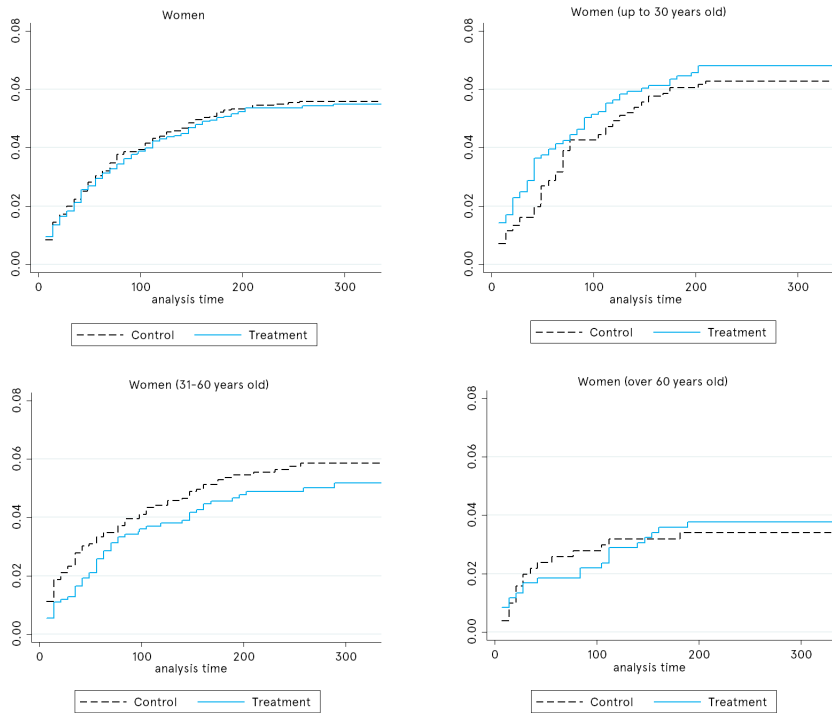 Women
0.08
0.06
0.04
0.02
0.00
0
100
200
300
analysis time
Control
Treatment
Women (up to 30 years old)
0.08
0.06
0.04
0.02
0.00
0
100
200
300
analysis time
Control
Treatment
Women (31-60 years old)
0.08
0.06
0.04
0.02
0.00
0
100
200
300
analysis time
Control
Treatment
Women (over 60 years old)
0.08
0.06
0.04
0.02
0.00
0
100
200
300
analysis time
Control
Treatment